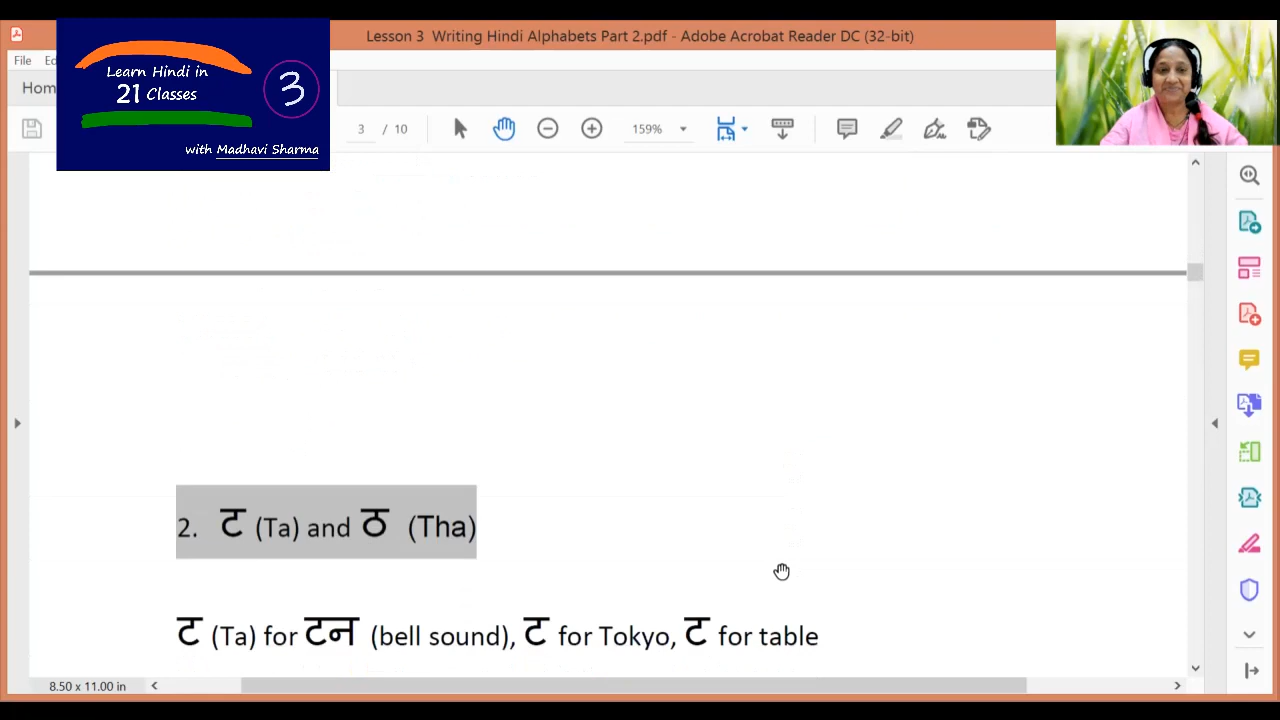 Lesson 3 Writing Hindi Alphabets Part 2.pdf - Adobe Acrobat Reader DC (32-bit)
File
Learn Hindi in
21 Classes
3
with Madhavi Sharma
3 / 10
159%
2. ट (Ta) and ठ (Tha)
ट (Ta) for टन (bell sound), ट for Tokyo, ट for table
8.50 x 11.00 in